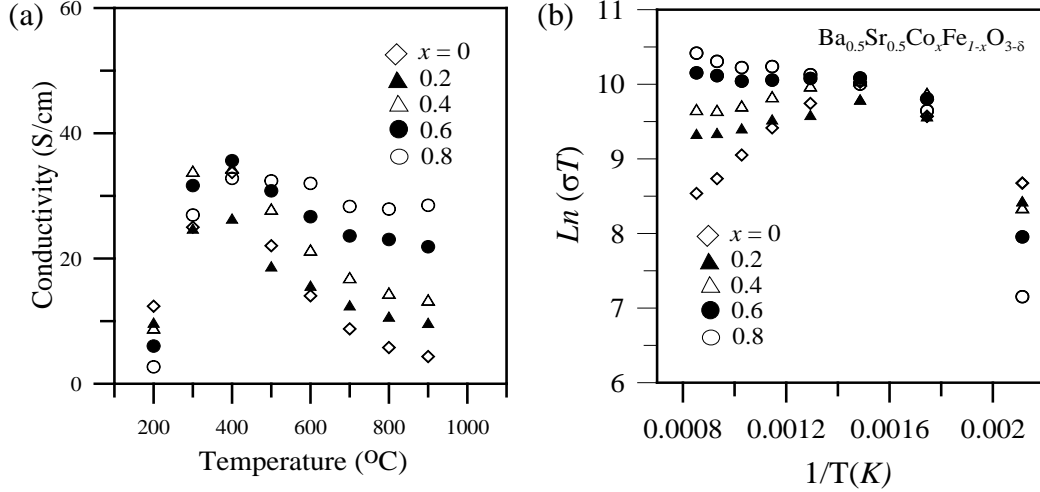 (a)
60
40
20
0
Conductivity (S/cm)
x = 0
0.2
0.4
0.6
0.8
200 400 600 800 1000
Temperature (ºC)
(b)
11
10
9
8
7
6
Ln (σT)
Ba₀.₅Sr₀.₅CoₓFe₁₋ₓO₃₋δ
x = 0
0.2
0.4
0.6
0.8
0.0008 0.0012 0.0016 0.002
1/T(K)